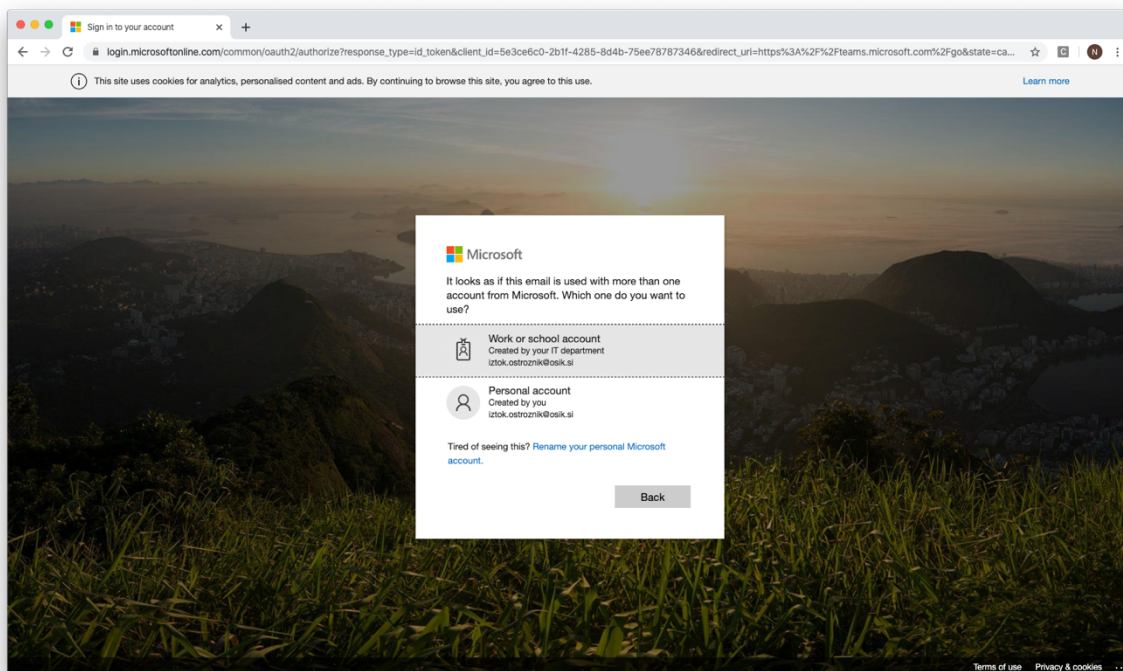 Sign in to your account
login.microsoftonline.com/common/oauth2/authorize?response_type=id_token&client_id=5e3ce6c0-2b1f-4285-8d4b-75ee78787346&redirect_uri=https%3A%2F%2Fteams.microsoft.com%2Fgo&state=ca...
C
N
This site uses cookies for analytics, personalised content and ads. By continuing to browse this site, you agree to this use.
Learn more
Microsoft
It looks as if this email is used with more than one
account from Microsoft. Which one do you want to
use?
Work or school account
Created by your IT department
iztok.ostroznik@osik.si
Personal account
Created by you
iztok.ostroznik@osik.si
Tired of seeing this? Rename your personal Microsoft
account.
Back
Terms of use Privacy & cookies ...